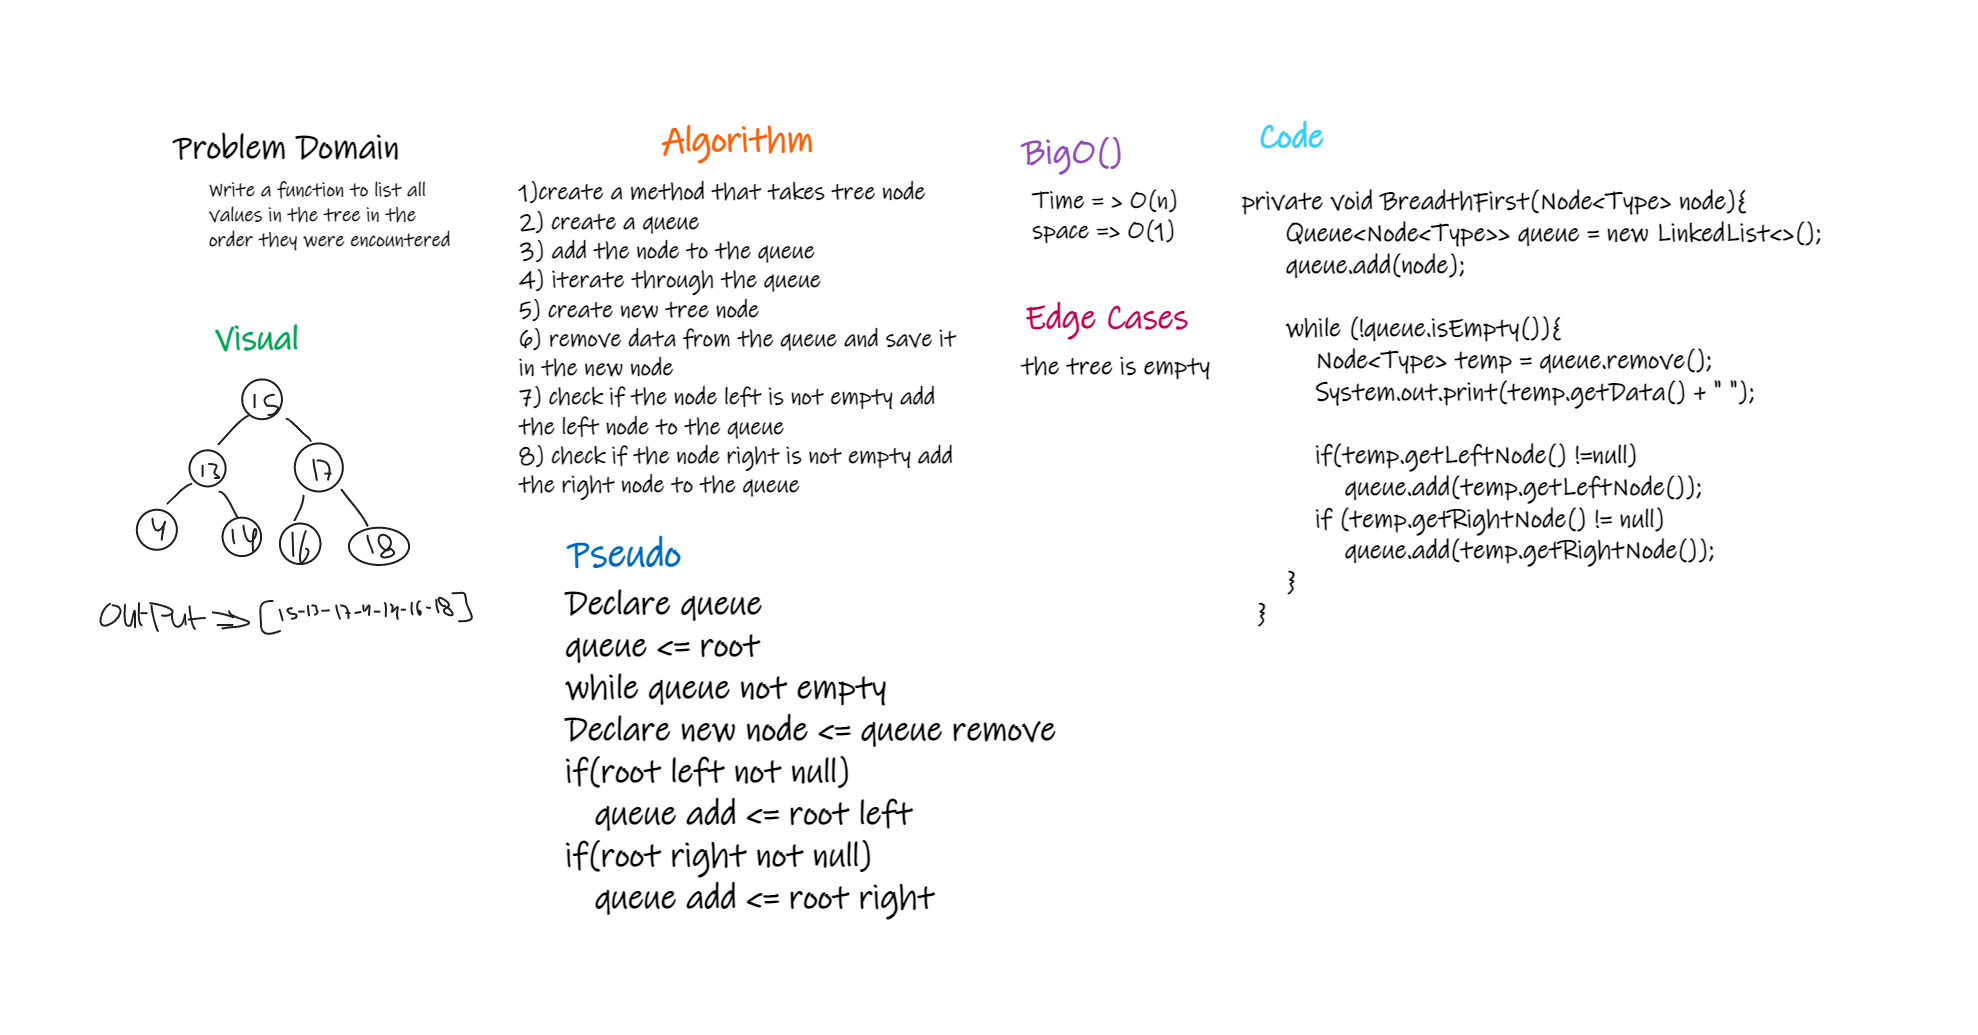 Problem Domain
Write a function to list all
values in the tree in the
order they were encountered
Visual
15
13
17
4
14
16
18
OutPut => [15-13-17-4-14-16-18]
Algorithm
1)create a method that takes tree node
2) create a queue
3) add the node to the queue
4) iterate through the queue
5) create new tree node
6) remove data from the queue and save it
in the new node
7) check if the node left is not empty add
the left node to the queue
8) check if the node right is not empty add
the right node to the queue
Pseudo
Declare queue
queue <= root
while queue not empty
Declare new node <= queue remove
if(root left not null)
queue add <= root left
if(root right not null)
queue add <= root right
BigO()
Time = > O(n)
space => O(1)
Edge Cases
the tree is empty
Code
private void BreadthFirst(Node<Type> node){
Queue<Node<Type>> queue = new LinkedList<>();
queue.add(node);
while (!queue.isEmpty()){
Node<Type> temp = queue.remove();
System.out.print(temp.getData() + " ");
if(temp.getLeftNode() !=null)
queue.add(temp.getLeftNode());
if (temp.getRightNode() != null)
queue.add(temp.getRightNode());
}
}